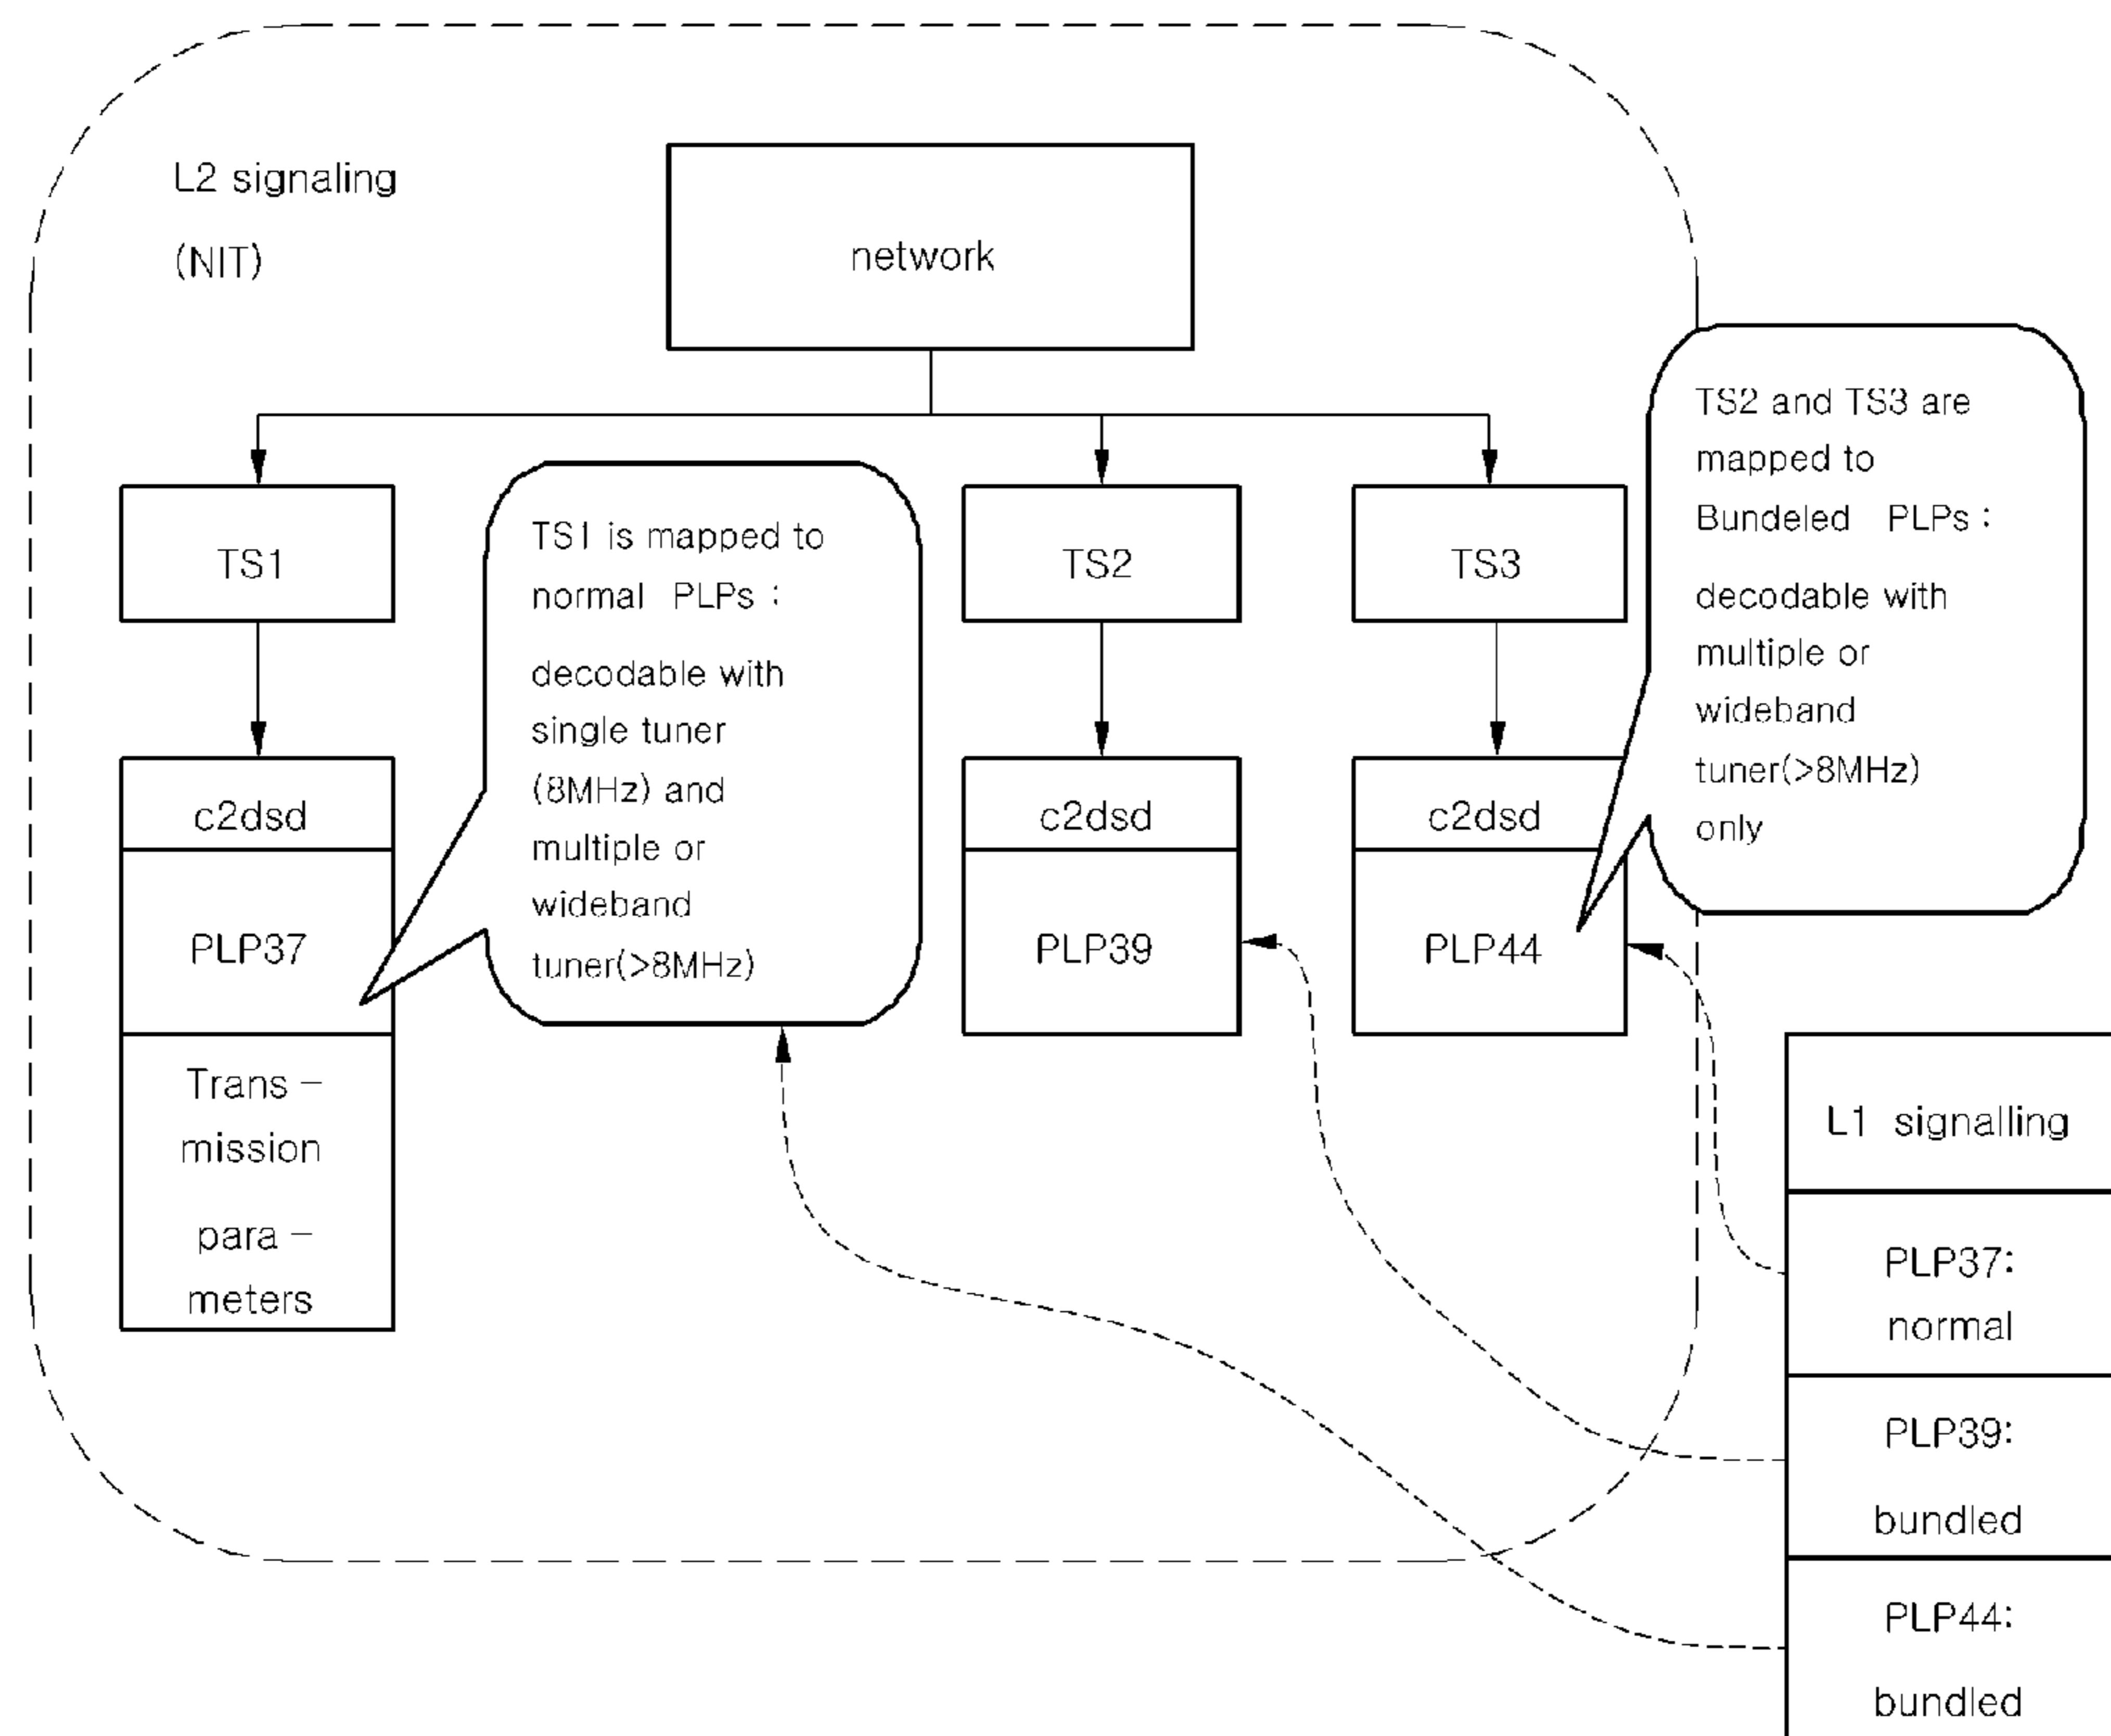 L2 signaling
(NIT)
network
TS1
TS2
TS3
TS1 is mapped to
normal PLPs :
decodable with
single tuner
(8MHz) and
multiple or
wideband
tuner(>8MHz)
TS2 and TS3 are
mapped to
Bundeled PLPs :
decodable with
multiple or
wideband
tuner(>8MHz)
only
c2dsd
PLP37
Trans –
mission
para –
meters
c2dsd
PLP39
c2dsd
PLP44
L1 signalling
PLP37:
normal
PLP39:
bundled
PLP44:
bundled